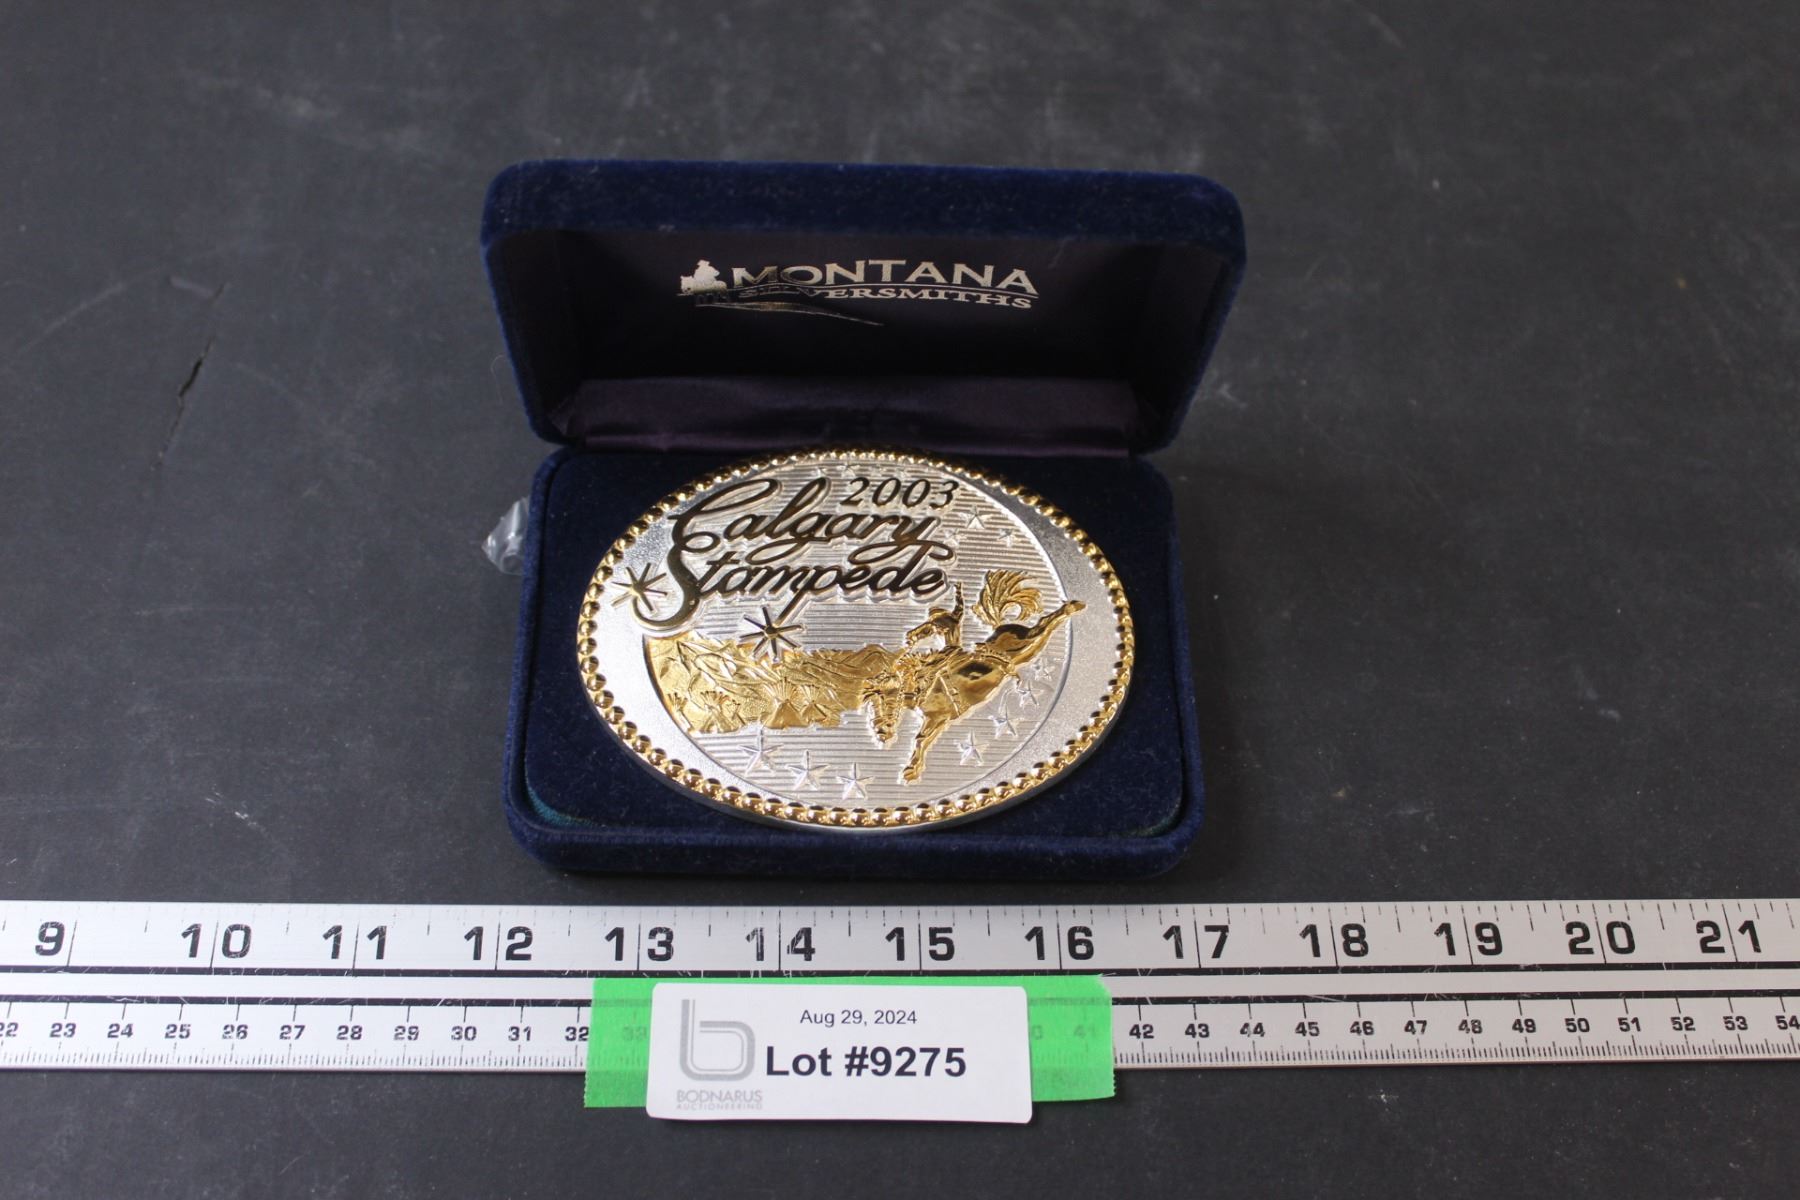 MONTANA
SILVERSMITHS
2003
Calgary
Stampede
9 10 11 12 13 14 15 16 17 18 19 20 21
22 23 24 25 26 27 28 29 30 31 32 41 42 43 44 45 46 47 48 49 50 51 52 53 54
Aug 29, 2024
Lot #9275
b
BODNARUS
AUCTIONEERING